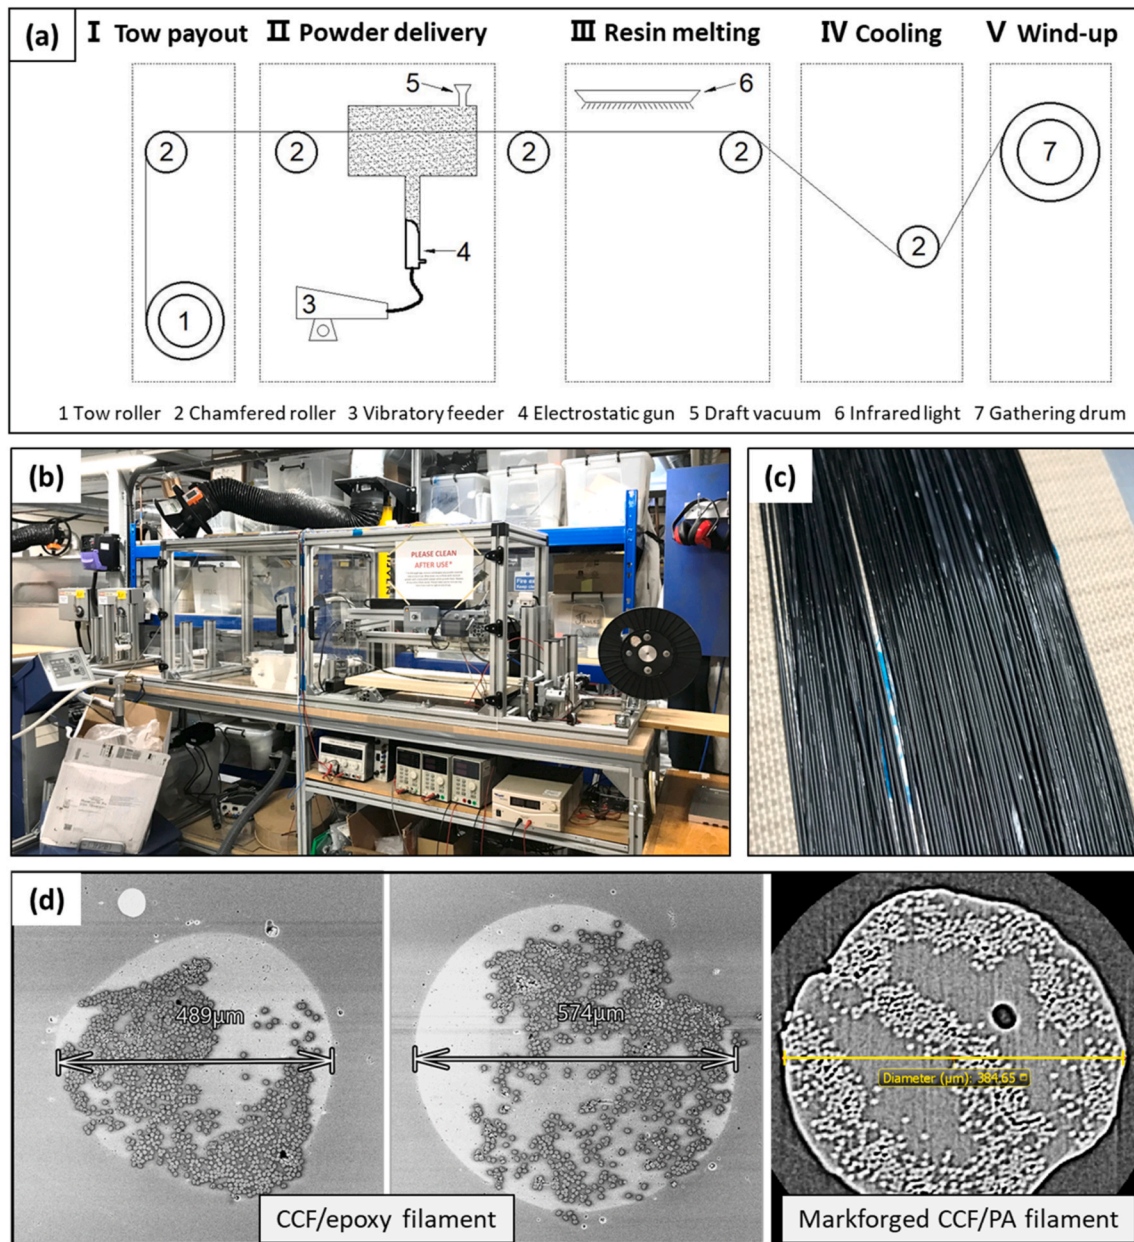 (a) I Tow payout II Powder delivery III Resin melting IV Cooling V Wind-up
5 6
2 2 2 2 7
4
2
3
1
1 Tow roller 2 Chamfered roller 3 Vibratory feeder 4 Electrostatic gun 5 Draft vacuum 6 Infrared light 7 Gathering drum
(b) (c)
PLEASE CLEAN
AFTER USE*
(d)
489µm 574µm
Diameter (µm): 384.65
CCF/epoxy filament Markforged CCF/PA filament